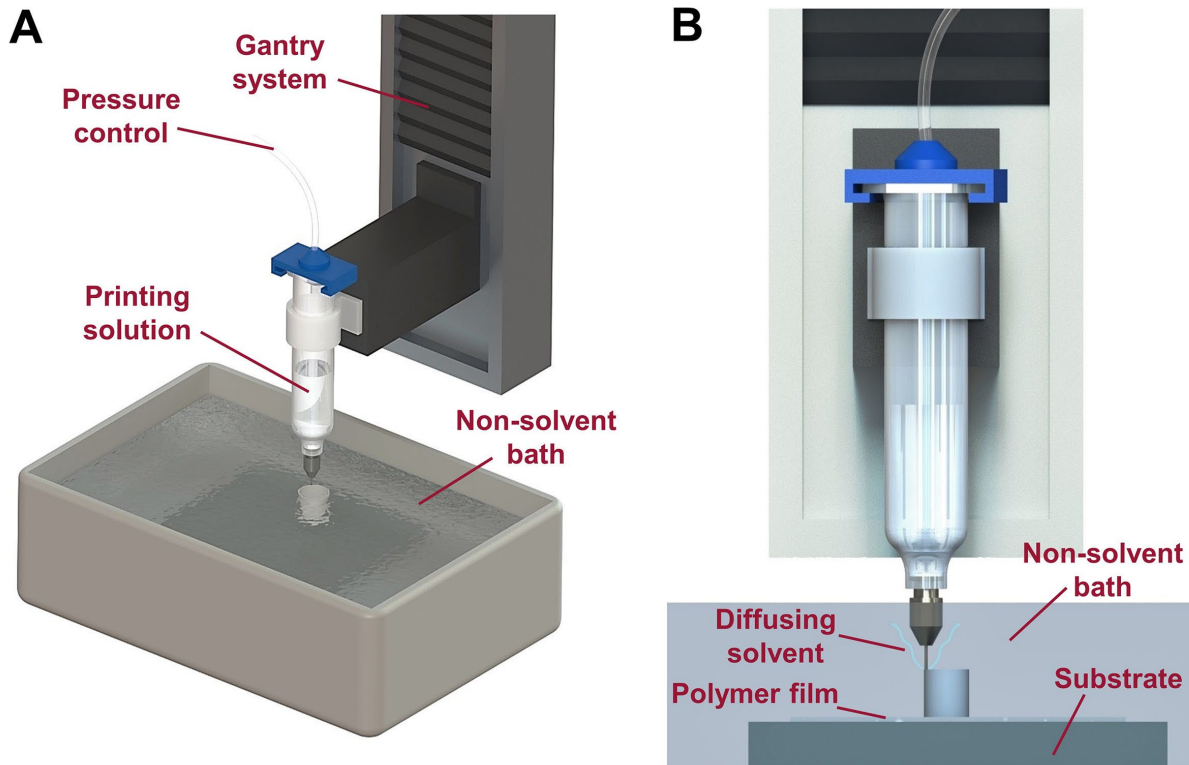 A
Gantry
system
Pressure
control
Printing
solution
Non-solvent
bath
B
Non-solvent
bath
Diffusing
solvent
Polymer film
Substrate